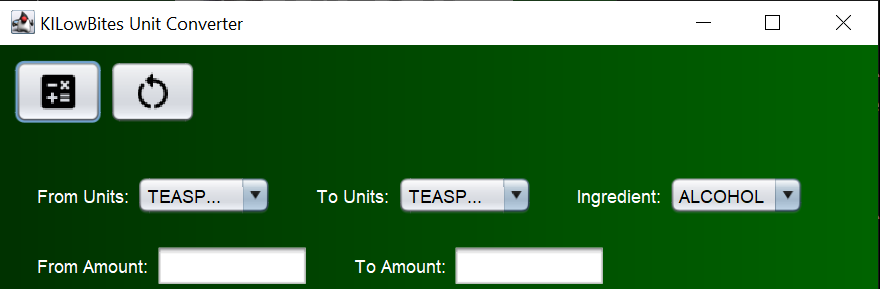 KILowBites Unit Converter
From Units: TEASP... To Units: TEASP... Ingredient: ALCOHOL
From Amount: To Amount: